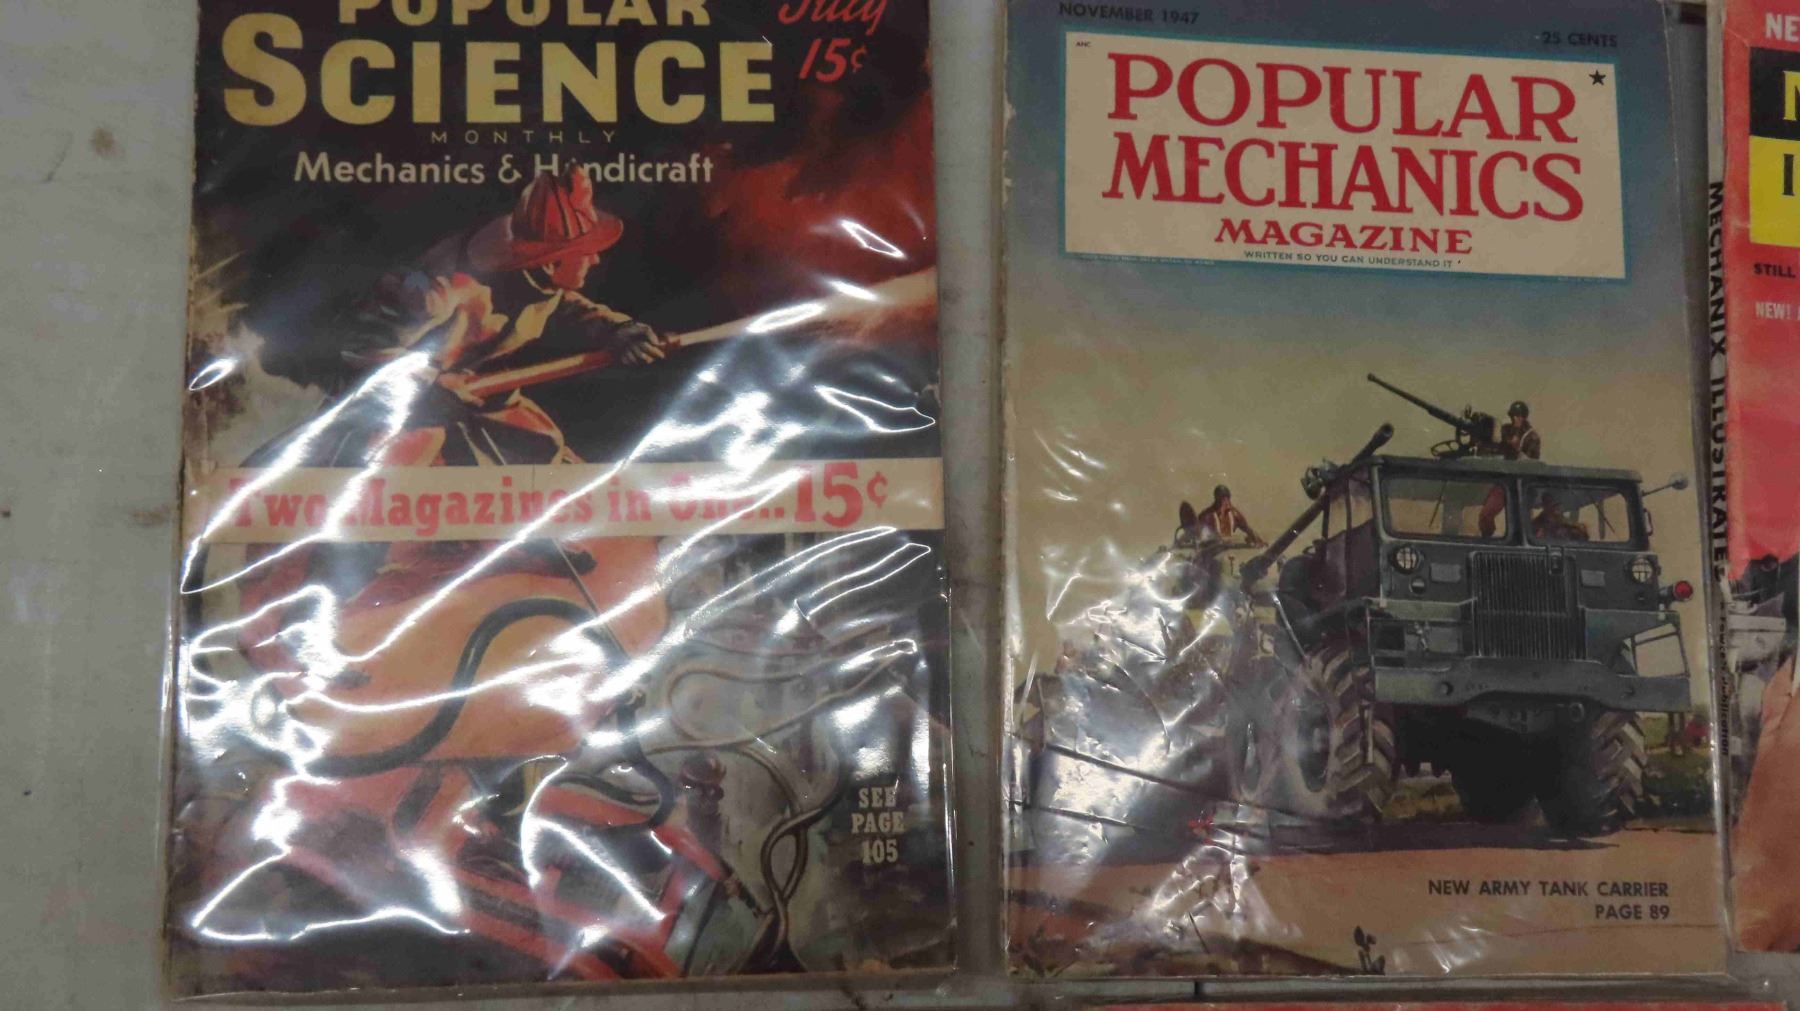 POPULAR
SCIENCE
MONTHLY
Mechanics & Handicraft
July
15¢
Two Magazines in One.. 15¢
SEE
PAGE
105
NOVEMBER 1947
25 CENTS
ANC
POPULAR
MECHANICS
MAGAZINE
WRITTEN SO YOU CAN UNDERSTAND IT
NEW ARMY TANK CARRIER
PAGE 89
MECHANIX ILLUSTRATED
NE
STILL
NEW!